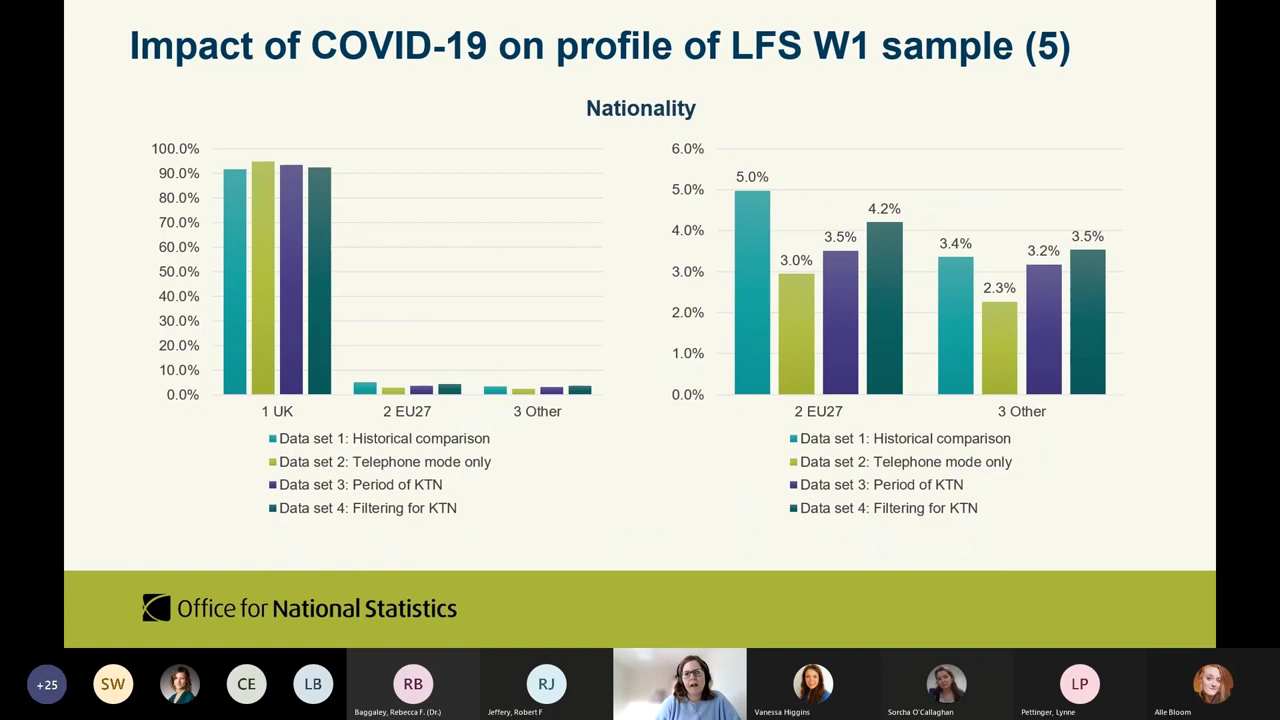 Impact of COVID-19 on profile of LFS W1 sample (5)
Nationality
100.0%
90.0%
80.0%
70.0%
60.0%
50.0%
40.0%
30.0%
20.0%
10.0%
0.0%
1 UK
2 EU27
3 Other
Data set 1: Historical comparison
Data set 2: Telephone mode only
Data set 3: Period of KTN
Data set 4: Filtering for KTN
6.0%
5.0%
4.0%
3.0%
2.0%
1.0%
0.0%
5.0%
3.0%
3.5%
4.2%
3.4%
2.3%
3.2%
3.5%
2 EU27
3 Other
Data set 1: Historical comparison
Data set 2: Telephone mode only
Data set 3: Period of KTN
Data set 4: Filtering for KTN
Office for National Statistics
+25
SW
CE
LB
RB
Baggaley, Rebecca F. (Dr.)
RJ
Jeffery, Robert F
Vanessa Higgins
Sorcha O'Callaghan
LP
Pettinger, Lynne
Alle Bloom